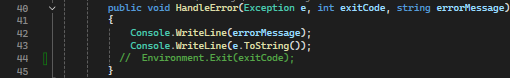 40 public void HandleError(Exception e, int exitCode, string errorMessage)
41 {
42 Console.WriteLine(errorMessage);
43 Console.WriteLine(e.ToString());
44 // Environment.Exit(exitCode);
45 }